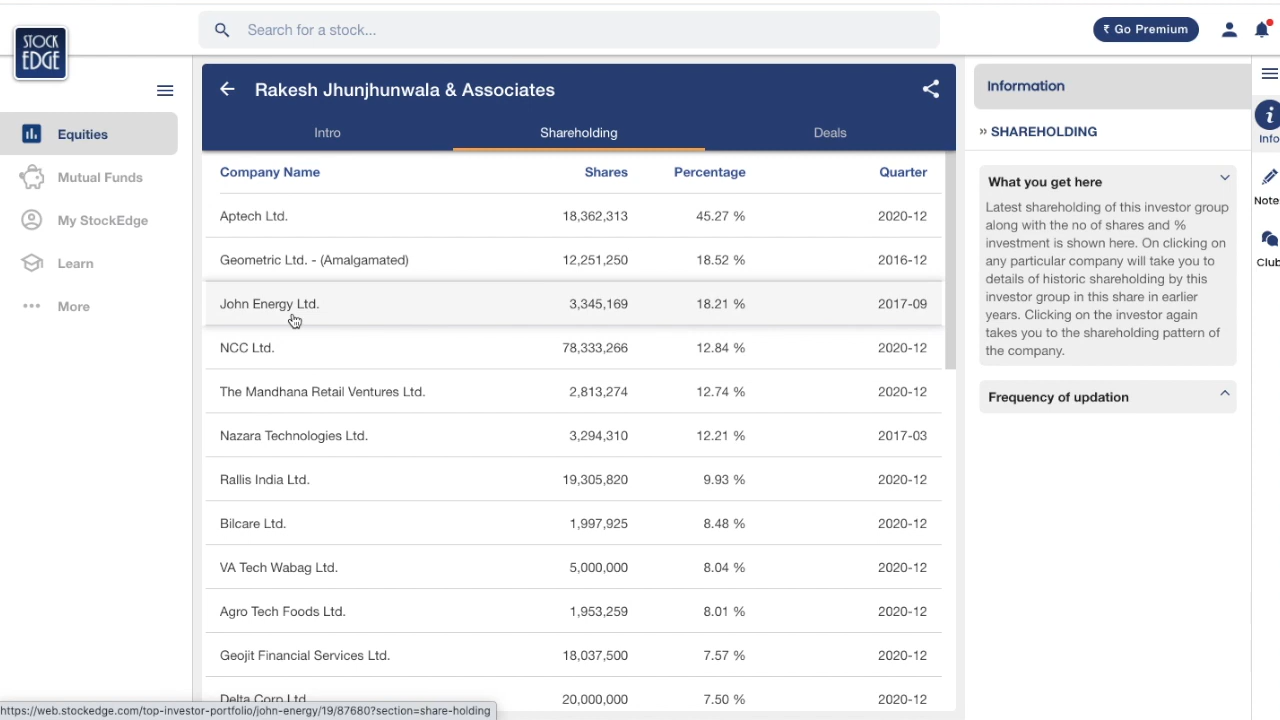 STOCK
EDGE
Search for a stock...
₹ Go Premium
Equities
Mutual Funds
My StockEdge
Learn
More
Rakesh Jhunjhunwala & Associates
Intro Shareholding Deals
Company Name Shares Percentage Quarter
Aptech Ltd. 18,362,313 45.27 % 2020-12
Geometric Ltd. - (Amalgamated) 12,251,250 18.52 % 2016-12
John Energy Ltd. 3,345,169 18.21 % 2017-09
NCC Ltd. 78,333,266 12.84 % 2020-12
The Mandhana Retail Ventures Ltd. 2,813,274 12.74 % 2020-12
Nazara Technologies Ltd. 3,294,310 12.21 % 2017-03
Rallis India Ltd. 19,305,820 9.93 % 2020-12
Bilcare Ltd. 1,997,925 8.48 % 2020-12
VA Tech Wabag Ltd. 5,000,000 8.04 % 2020-12
Agro Tech Foods Ltd. 1,953,259 8.01 % 2020-12
Geojit Financial Services Ltd. 18,037,500 7.57 % 2020-12
Delta Corp Ltd. 20,000,000 7.50 % 2020-12
Information
» SHAREHOLDING
What you get here
Latest shareholding of this investor group
along with the no of shares and %
investment is shown here. On clicking on
any particular company will take you to
details of historic shareholding by this
investor group in this share in earlier
years. Clicking on the investor again
takes you to the shareholding pattern of
the company.
Frequency of updation
Info
Note
Club
https://web.stockedge.com/top-investor-portfolio/john-energy/19/87680?section=share-holding